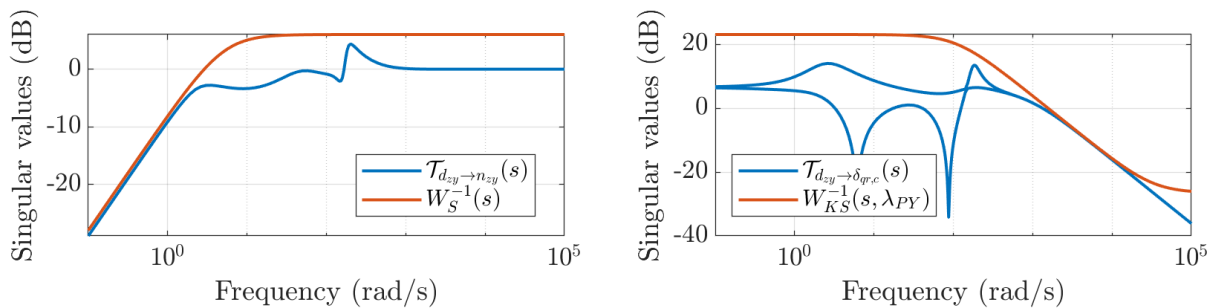 Singular values (dB)
0
-10
-20
10^0
10^5
Frequency (rad/s)
𝒯_{d_{zy}→n_{zy}}(s)
W_S^{-1}(s)
Singular values (dB)
20
0
-20
-40
10^0
10^5
Frequency (rad/s)
𝒯_{d_{zy}→δ_{qr,c}}(s)
W_{KS}^{-1}(s, λ_{PY})